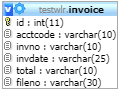 testwlr.invoice
id : int(11)
acctcode : varchar(10)
invno : varchar(10)
invdate : varchar(25)
total : varchar(10)
fileno : varchar(30)